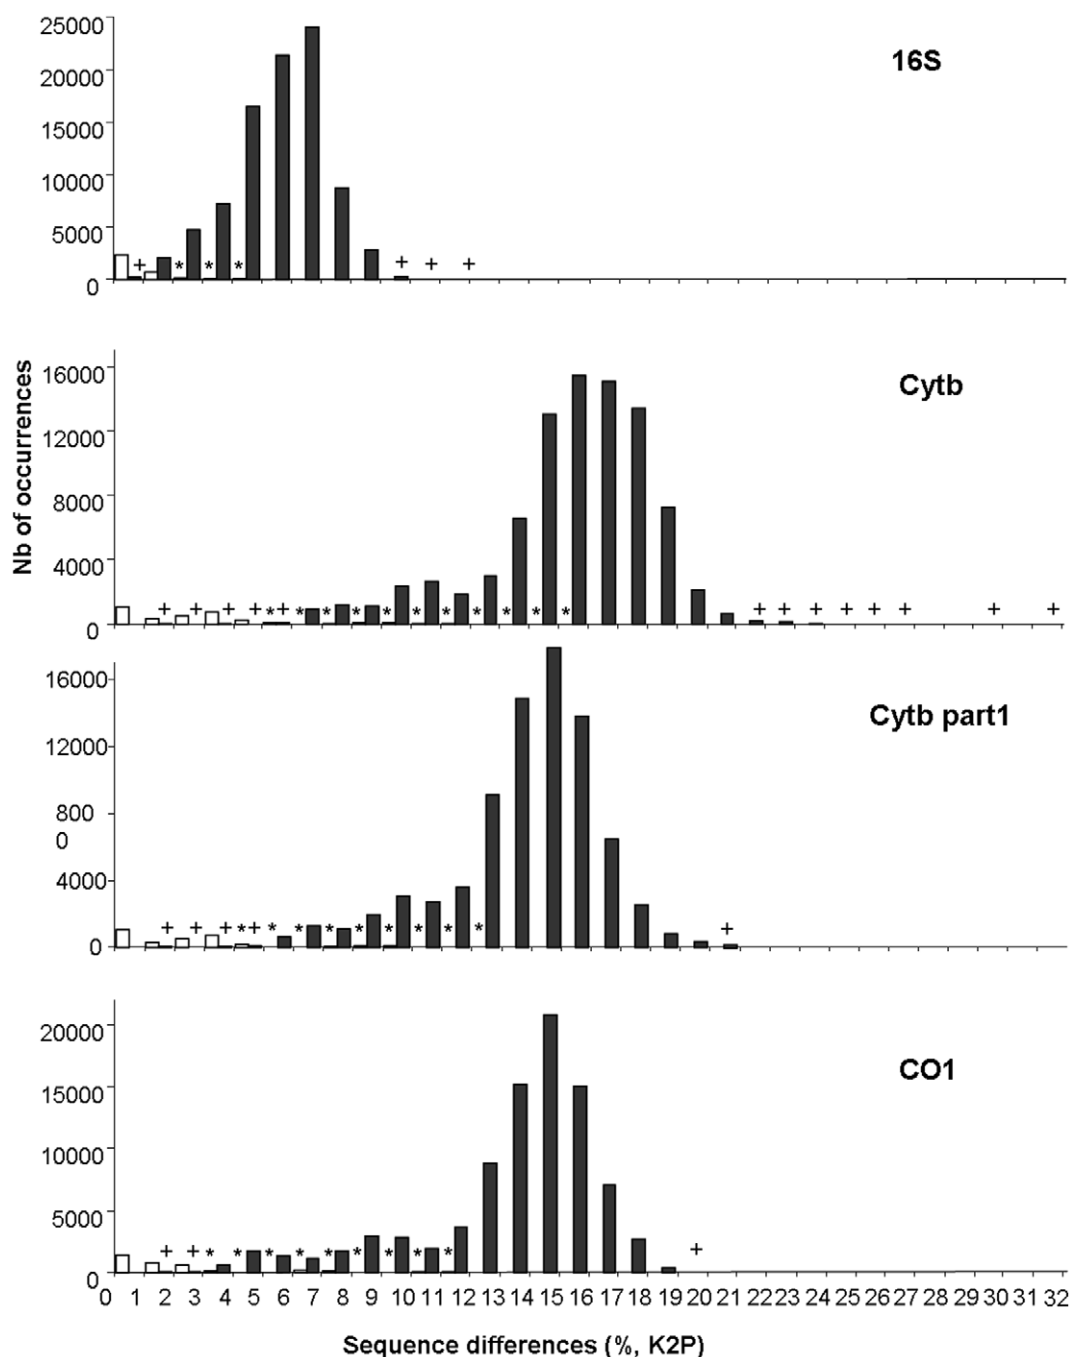 25000
16S
20000
15000
10000
5000
+ * * * + + +
0
Nb of occurrences
16000
Cytb
12000
8000
4000
+ + + + * + * * * * * * * * * * + + + + + + + +
0
16000
Cytb part1
12000
800
0
4000
+ + + * + * * * * * * * * +
0
20000
CO1
15000
10000
5000
+ + * * * * * * * * * +
0
0 1 2 3 4 5 6 7 8 9 10 11 12 13 14 15 16 17 18 19 20 21 22 23 24 25 26 27 28 29 30 31 32
Sequence differences (%, K2P)